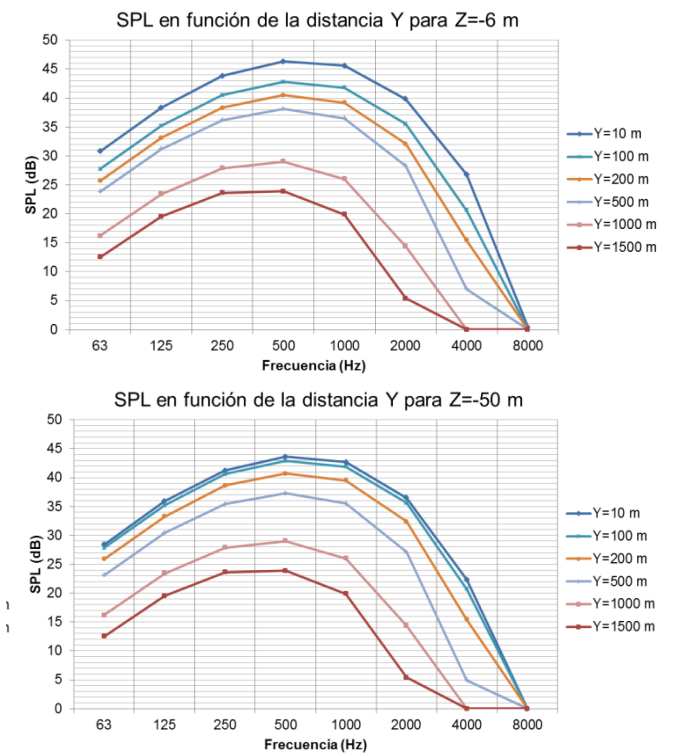 SPL en función de la distancia Y para Z=-6 m
50
45
40
35
30
25
20
15
10
5
0
SPL (dB)
63 125 250 500 1000 2000 4000 8000
Frecuencia (Hz)
Y=10 m
Y=100 m
Y=200 m
Y=500 m
Y=1000 m
Y=1500 m
SPL en función de la distancia Y para Z=-50 m
50
45
40
35
30
25
20
15
10
5
0
SPL (dB)
63 125 250 500 1000 2000 4000 8000
Frecuencia (Hz)
Y=10 m
Y=100 m
Y=200 m
Y=500 m
Y=1000 m
Y=1500 m